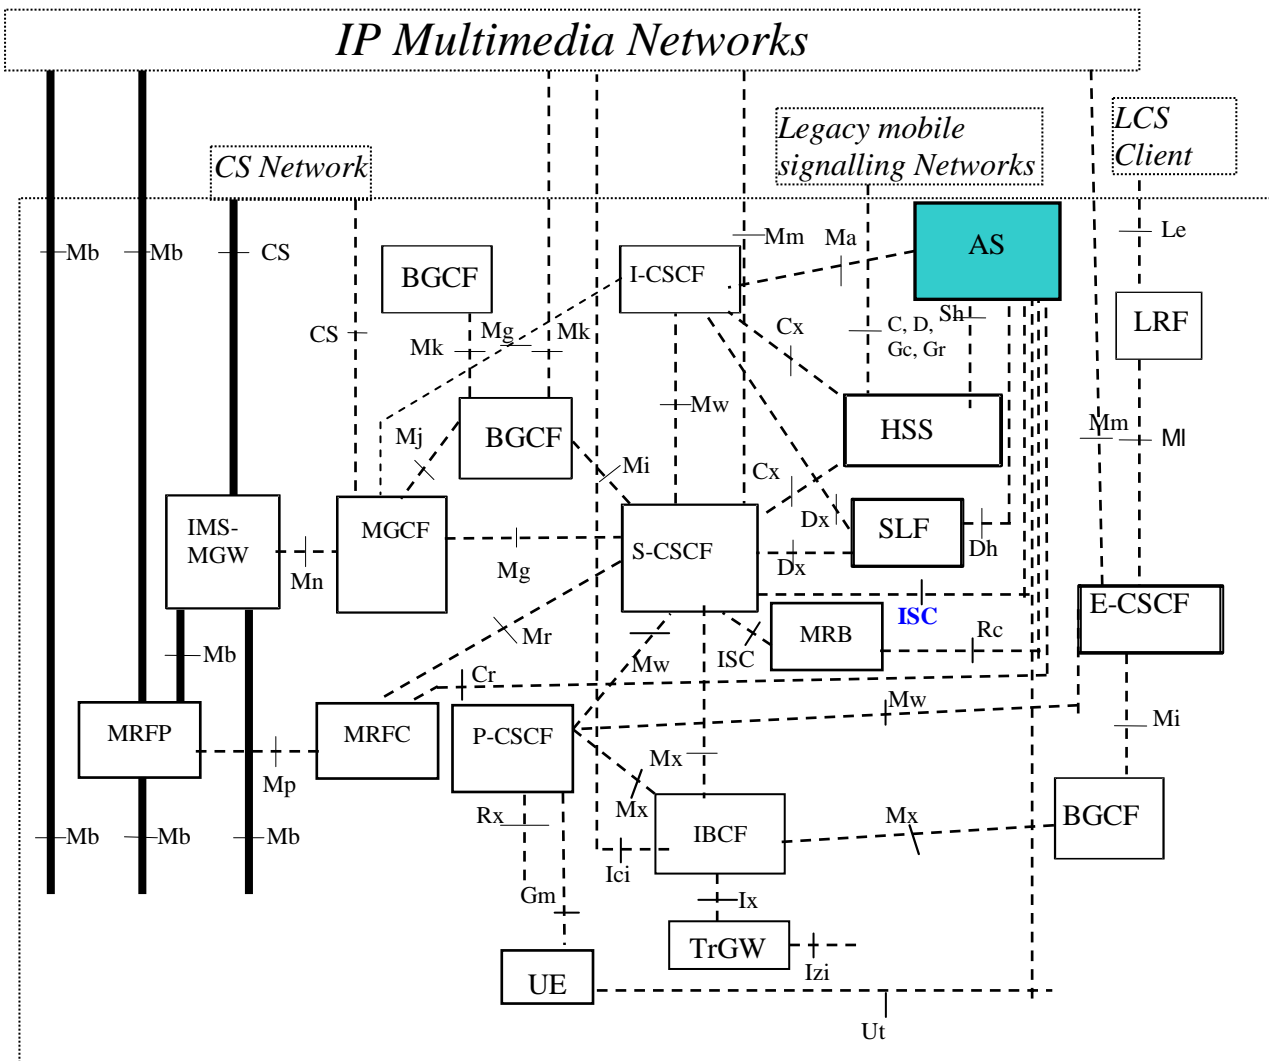 IP Multimedia Networks
Legacy mobile
signalling Networks
LCS
Client
CS Network
Mb
Mb
CS
Mm
Ma
AS
Le
BGCF
I-CSCF
Sh
C, D,
Gc, Gr
LRF
CS
Mk
Mg
Mk
Cx
Mw
HSS
Mm
Ml
Mj
BGCF
Mi
Cx
Dx
SLF
Dh
IMS-
MGW
MGCF
S-CSCF
Mn
Mg
Dx
ISC
E-CSCF
Mr
MRB
Rc
Mb
Mw
ISC
Cr
Mw
MRFP
MRFC
P-CSCF
Mi
Mp
Mx
Mx
Rx
IBCF
Mx
BGCF
Mb
Mb
Mb
Ici
Gm
Ix
TrGW
Izi
UE
Ut